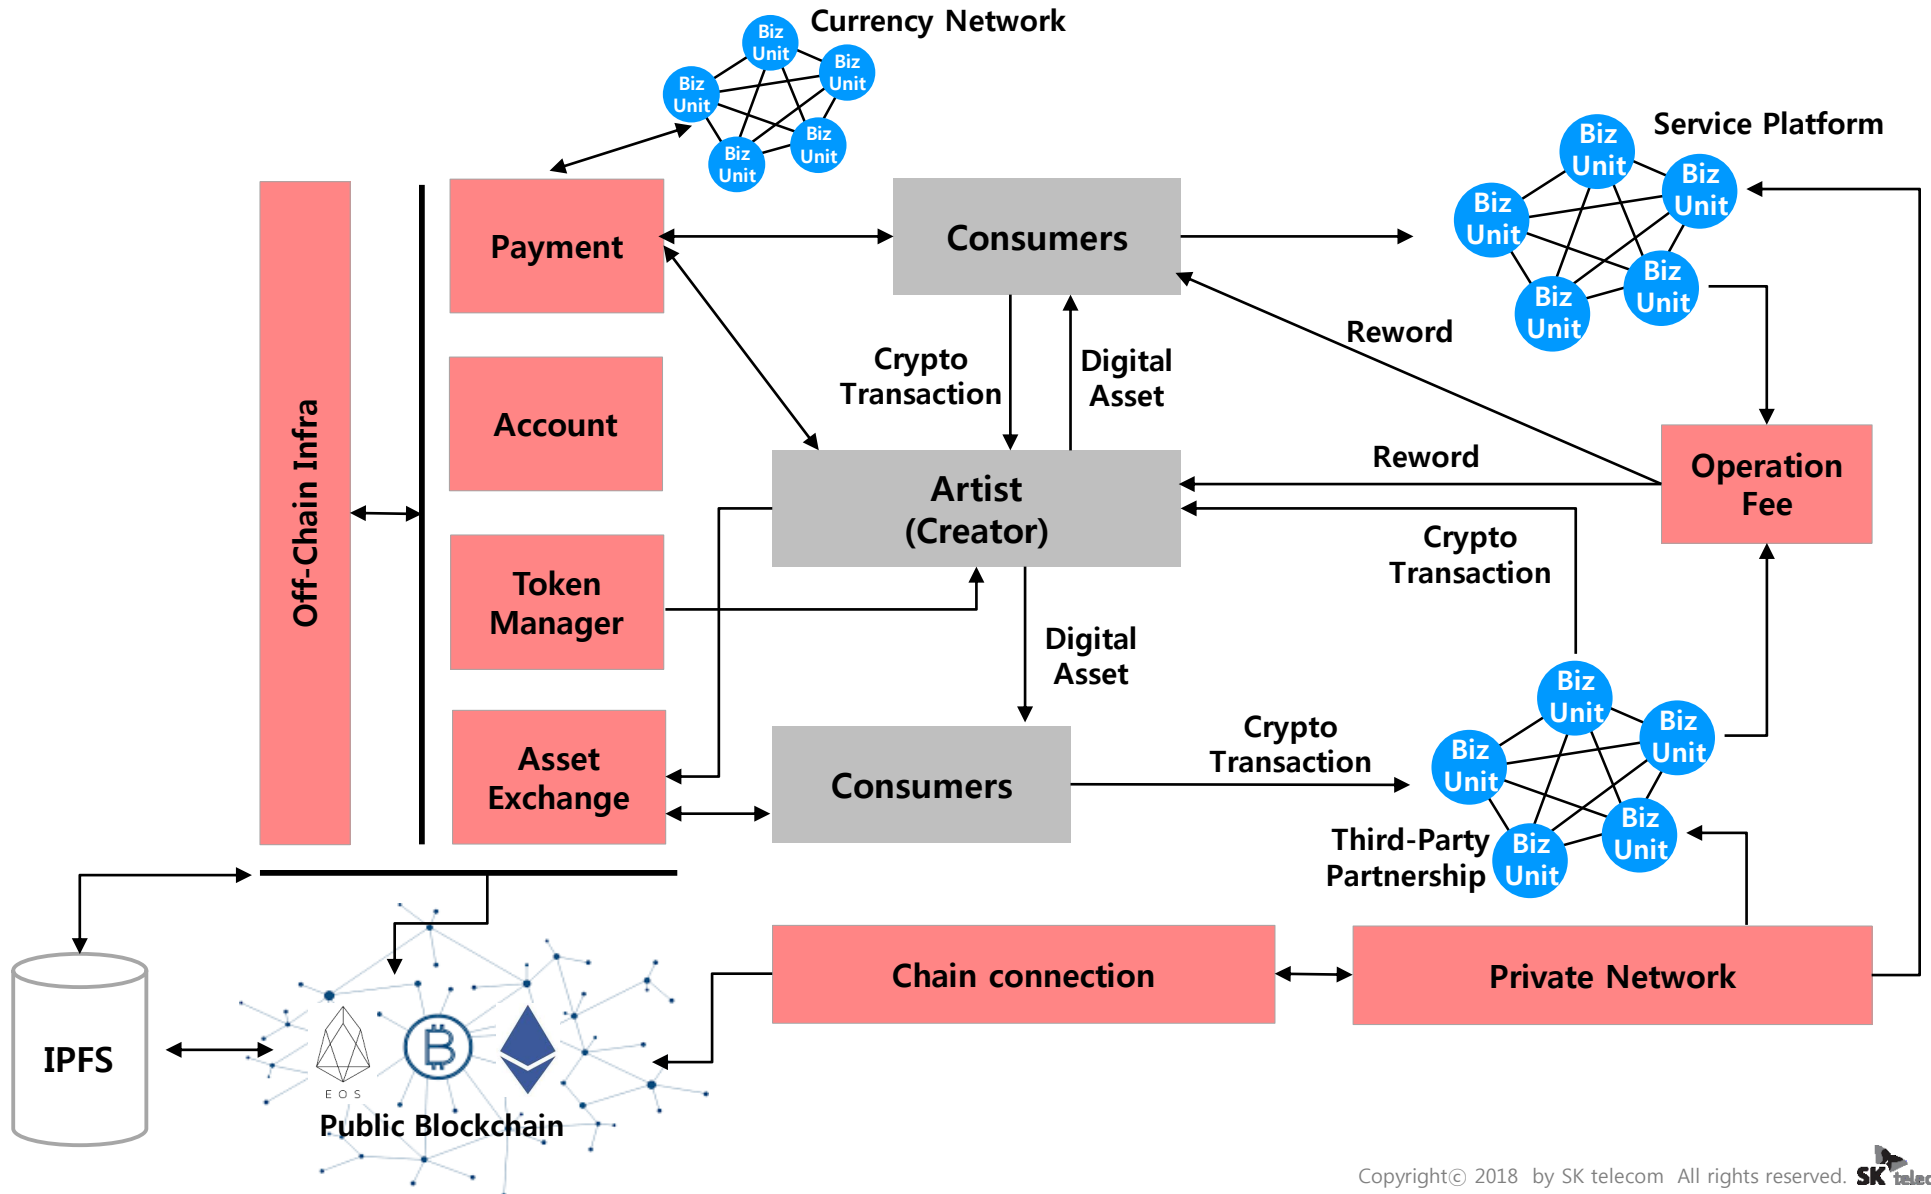 Currency Network
Biz
Unit
Biz
Unit
Biz
Unit
Biz
Unit
Biz
Unit
Service Platform
Biz
Unit
Biz
Unit
Biz
Unit
Biz
Unit
Biz
Unit
Off-Chain Infra
Payment
Consumers
Reword
Crypto
Transaction
Digital
Asset
Account
Artist
(Creator)
Reword
Operation
Fee
Crypto
Transaction
Token
Manager
Digital
Asset
Asset
Exchange
Consumers
Crypto
Transaction
Biz
Unit
Biz
Unit
Biz
Unit
Biz
Unit
Biz
Unit
Third-Party
Partnership
Chain connection
Private Network
IPFS
EOS
Public Blockchain
Copyright© 2018 by SK telecom All rights reserved.
SK telec